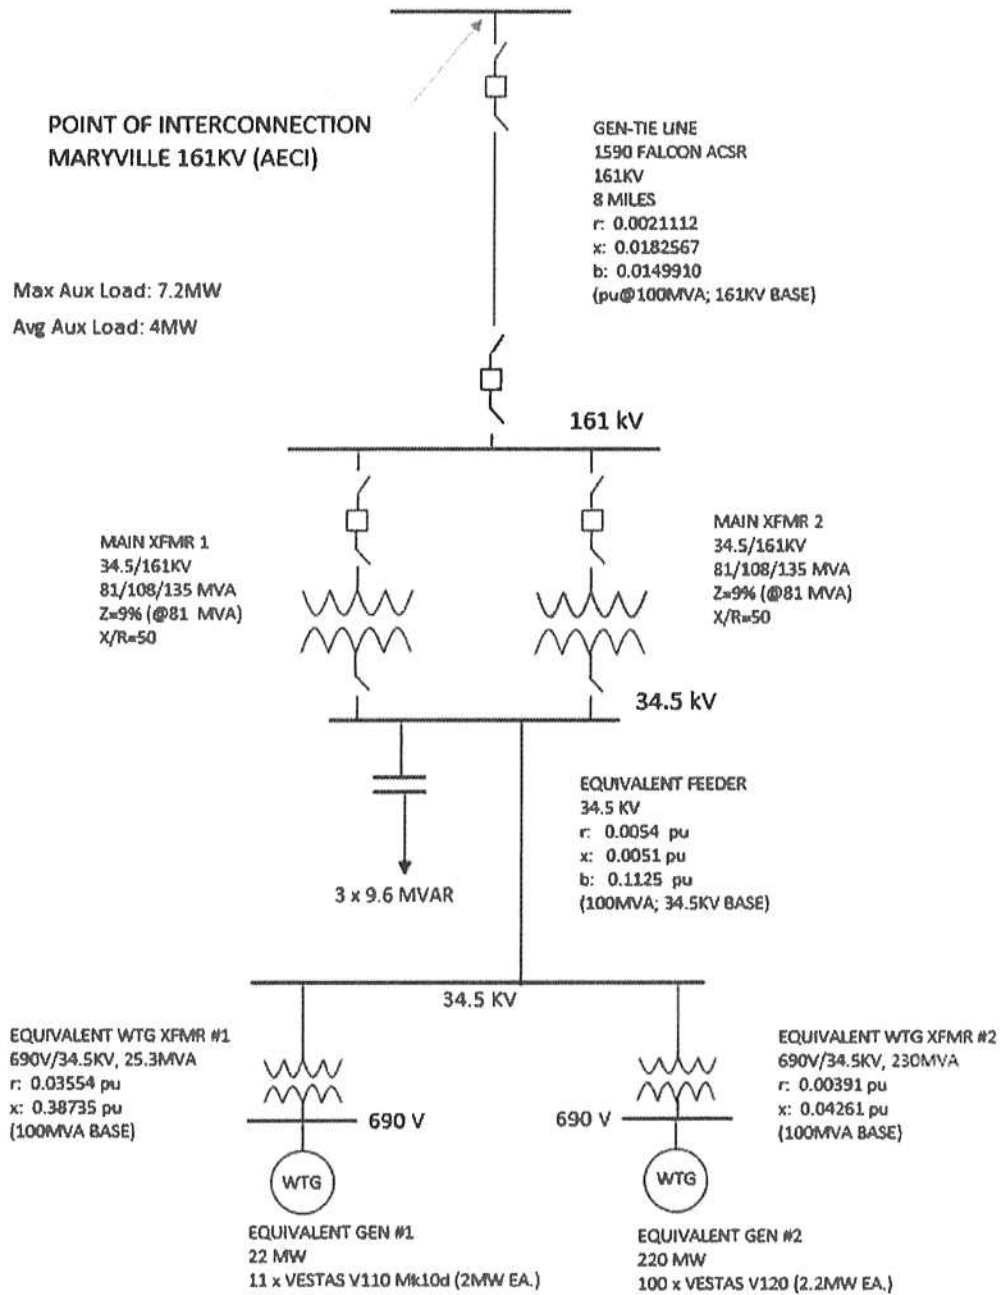 POINT OF INTERCONNECTION
MARYVILLE 161KV (AECI)
GEN-TIE LINE
1590 FALCON ACSR
161KV
8 MILES
r: 0.0021112
x: 0.0182567
b: 0.0149910
(pu@100MVA; 161KV BASE)
Max Aux Load: 7.2MW
Avg Aux Load: 4MW
161 kV
MAIN XFMR 1
34.5/161KV
81/108/135 MVA
Z=9% (@81 MVA)
X/R=50
MAIN XFMR 2
34.5/161KV
81/108/135 MVA
Z=9% (@81 MVA)
X/R=50
34.5 kV
3 x 9.6 MVAR
EQUIVALENT FEEDER
34.5 KV
r: 0.0054 pu
x: 0.0051 pu
b: 0.1125 pu
(100MVA; 34.5KV BASE)
34.5 KV
EQUIVALENT WTG XFMR #1
690V/34.5KV, 25.3MVA
r: 0.03554 pu
x: 0.38735 pu
(100MVA BASE)
EQUIVALENT WTG XFMR #2
690V/34.5KV, 230MVA
r: 0.00391 pu
x: 0.04261 pu
(100MVA BASE)
690 V
690 V
WTG
WTG
EQUIVALENT GEN #1
22 MW
11 x VESTAS V110 Mk10d (2MW EA.)
EQUIVALENT GEN #2
220 MW
100 x VESTAS V120 (2.2MW EA.)